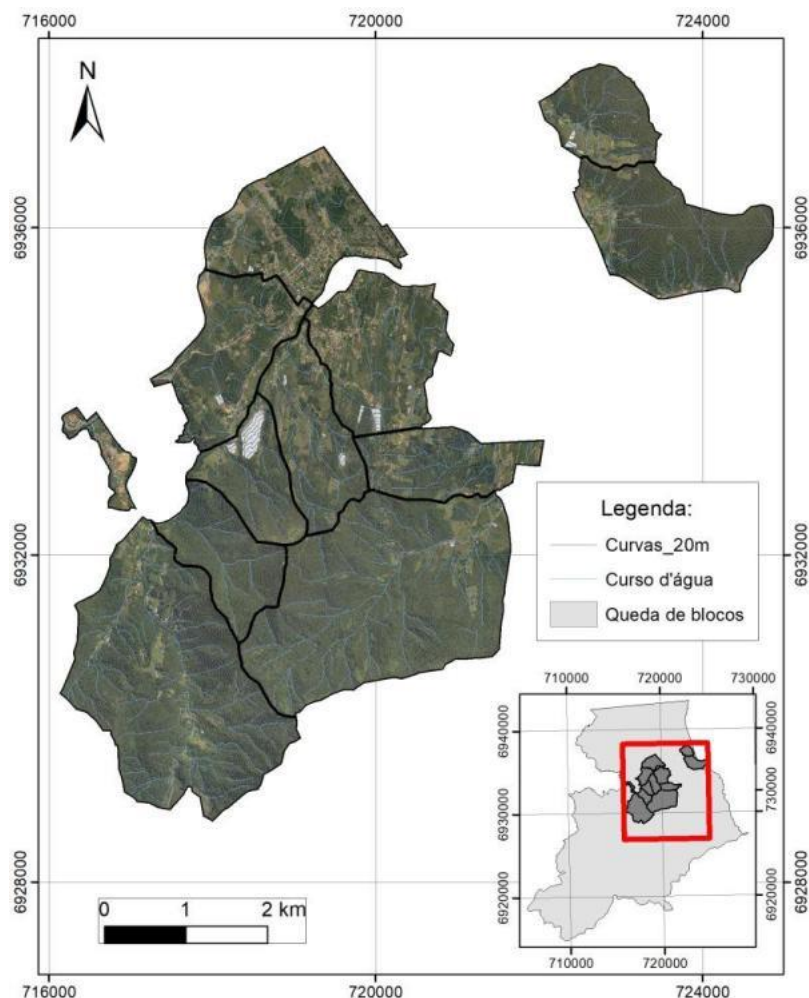 716000 720000 724000
N
6936000 6936000
6932000 6932000
6928000 6928000
Legenda:
Curvas_20m
Curso d'água
Queda de blocos
710000 720000 730000
6940000 6940000
6930000 730000
6920000 6920000
710000 720000
0 1 2 km
716000 720000 724000